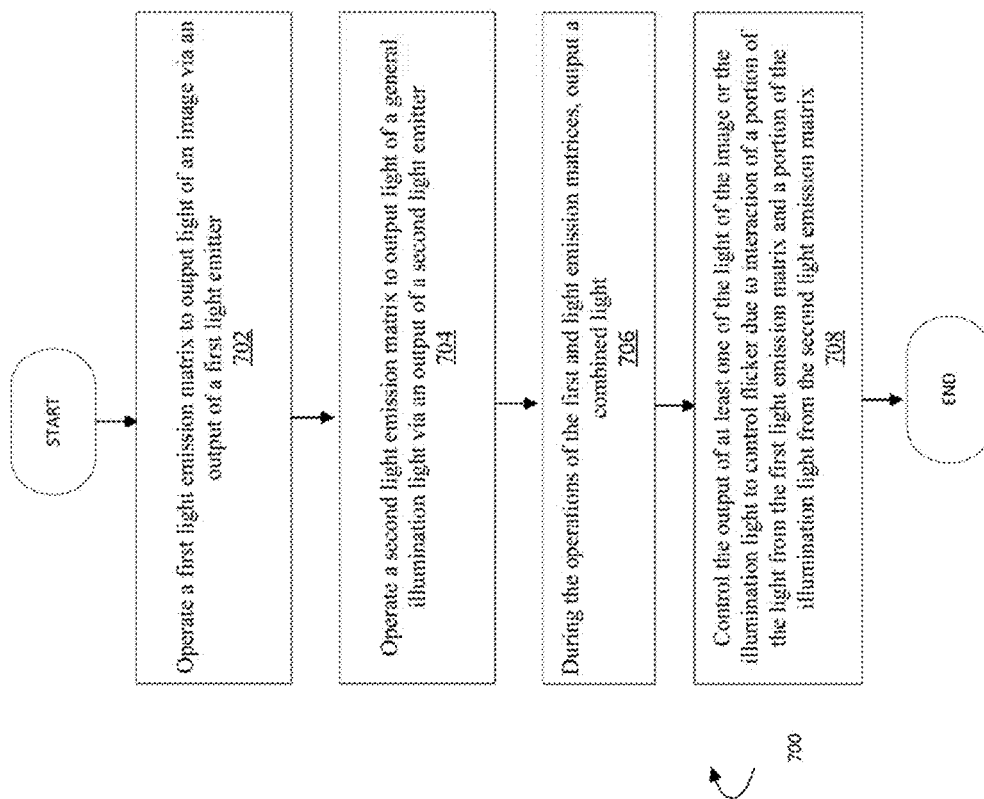 START
Operate a first light emission matrix to output light of an image via an
output of a first light emitter
702
Operate a second light emission matrix to output light of a general
illumination light via an output of a second light emitter
704
During the operations of the first and light emission matrices, output a
combined light
706
Control the output of at least one of the light of the image or the
illumination light to control flicker due to interaction of a portion of
the light from the first light emission matrix and a portion of the
illumination light from the second light emission matrix
708
END
700